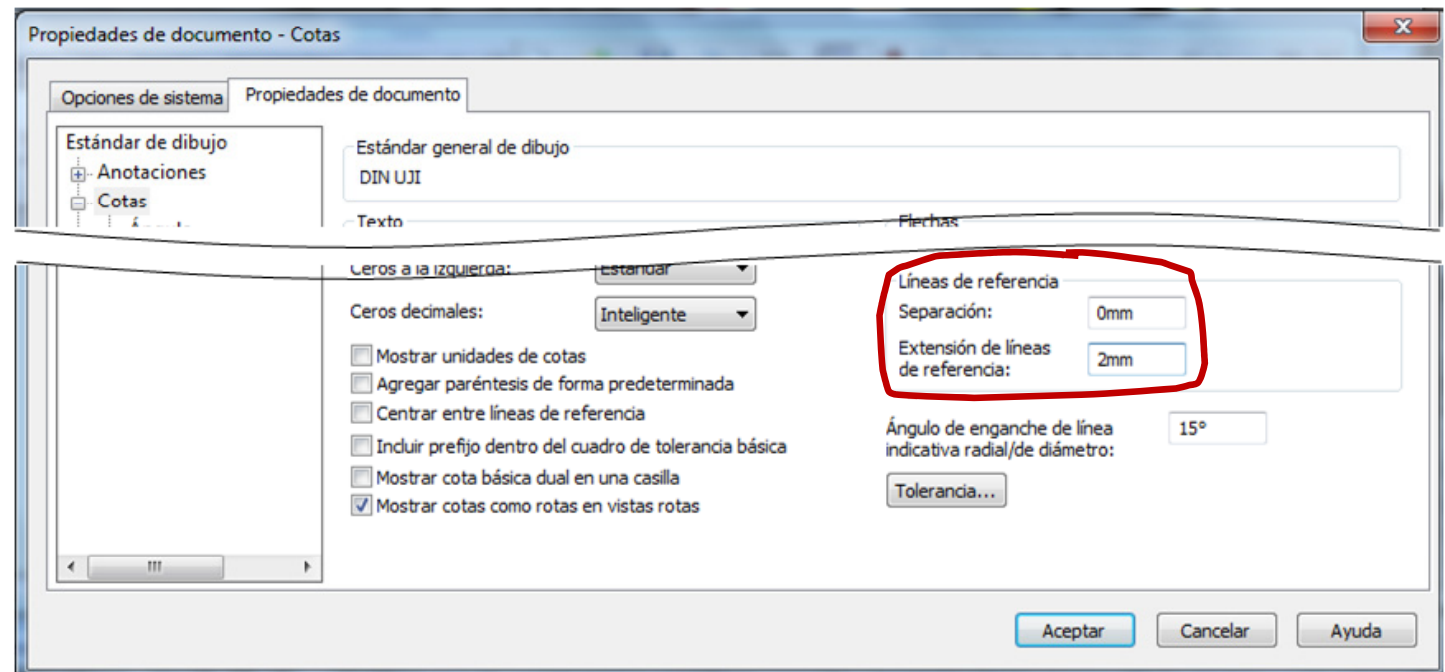 Propiedades de documento - Cotas
Opciones de sistema
Propiedades de documento
Estándar de dibujo
Anotaciones
Cotas
Estándar general de dibujo
DIN UJI
Texto
Flechas
Ceros a la izquierda:
Estándar
Ceros decimales:
Inteligente
Mostrar unidades de cotas
Agregar paréntesis de forma predeterminada
Centrar entre líneas de referencia
Incluir prefijo dentro del cuadro de tolerancia básica
Mostrar cota básica dual en una casilla
Mostrar cotas como rotas en vistas rotas
Líneas de referencia
Separación:
0mm
Extensión de líneas
de referencia:
2mm
Ángulo de enganche de línea
indicativa radial/de diámetro:
15°
Tolerancia...
Aceptar
Cancelar
Ayuda